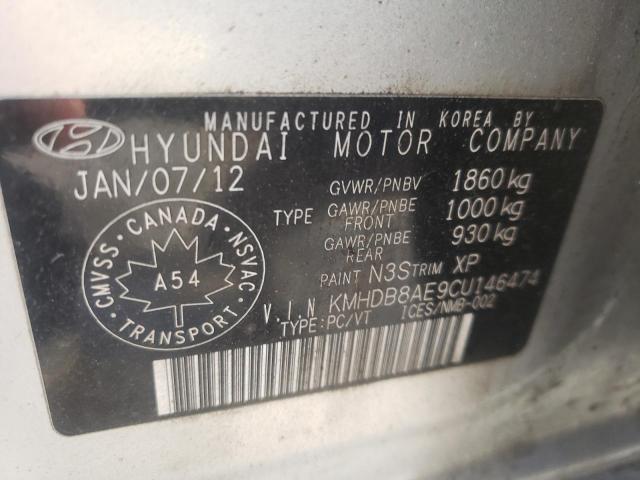 MANUFACTURED IN KOREA BY
HYUNDAI MOTOR COMPANY
JAN/07/12
GVWR/PNBV 1860 kg
TYPE GAWR/PNBE FRONT 1000 kg
GAWR/PNBE REAR 930 kg
PAINT N3S TRIM XP
V.I.N KMHDB8AE9CU146474
TYPE:PC/VT ICES/NMB-002
CANADA
CMVSS NSVAC
A54
TRANSPORT